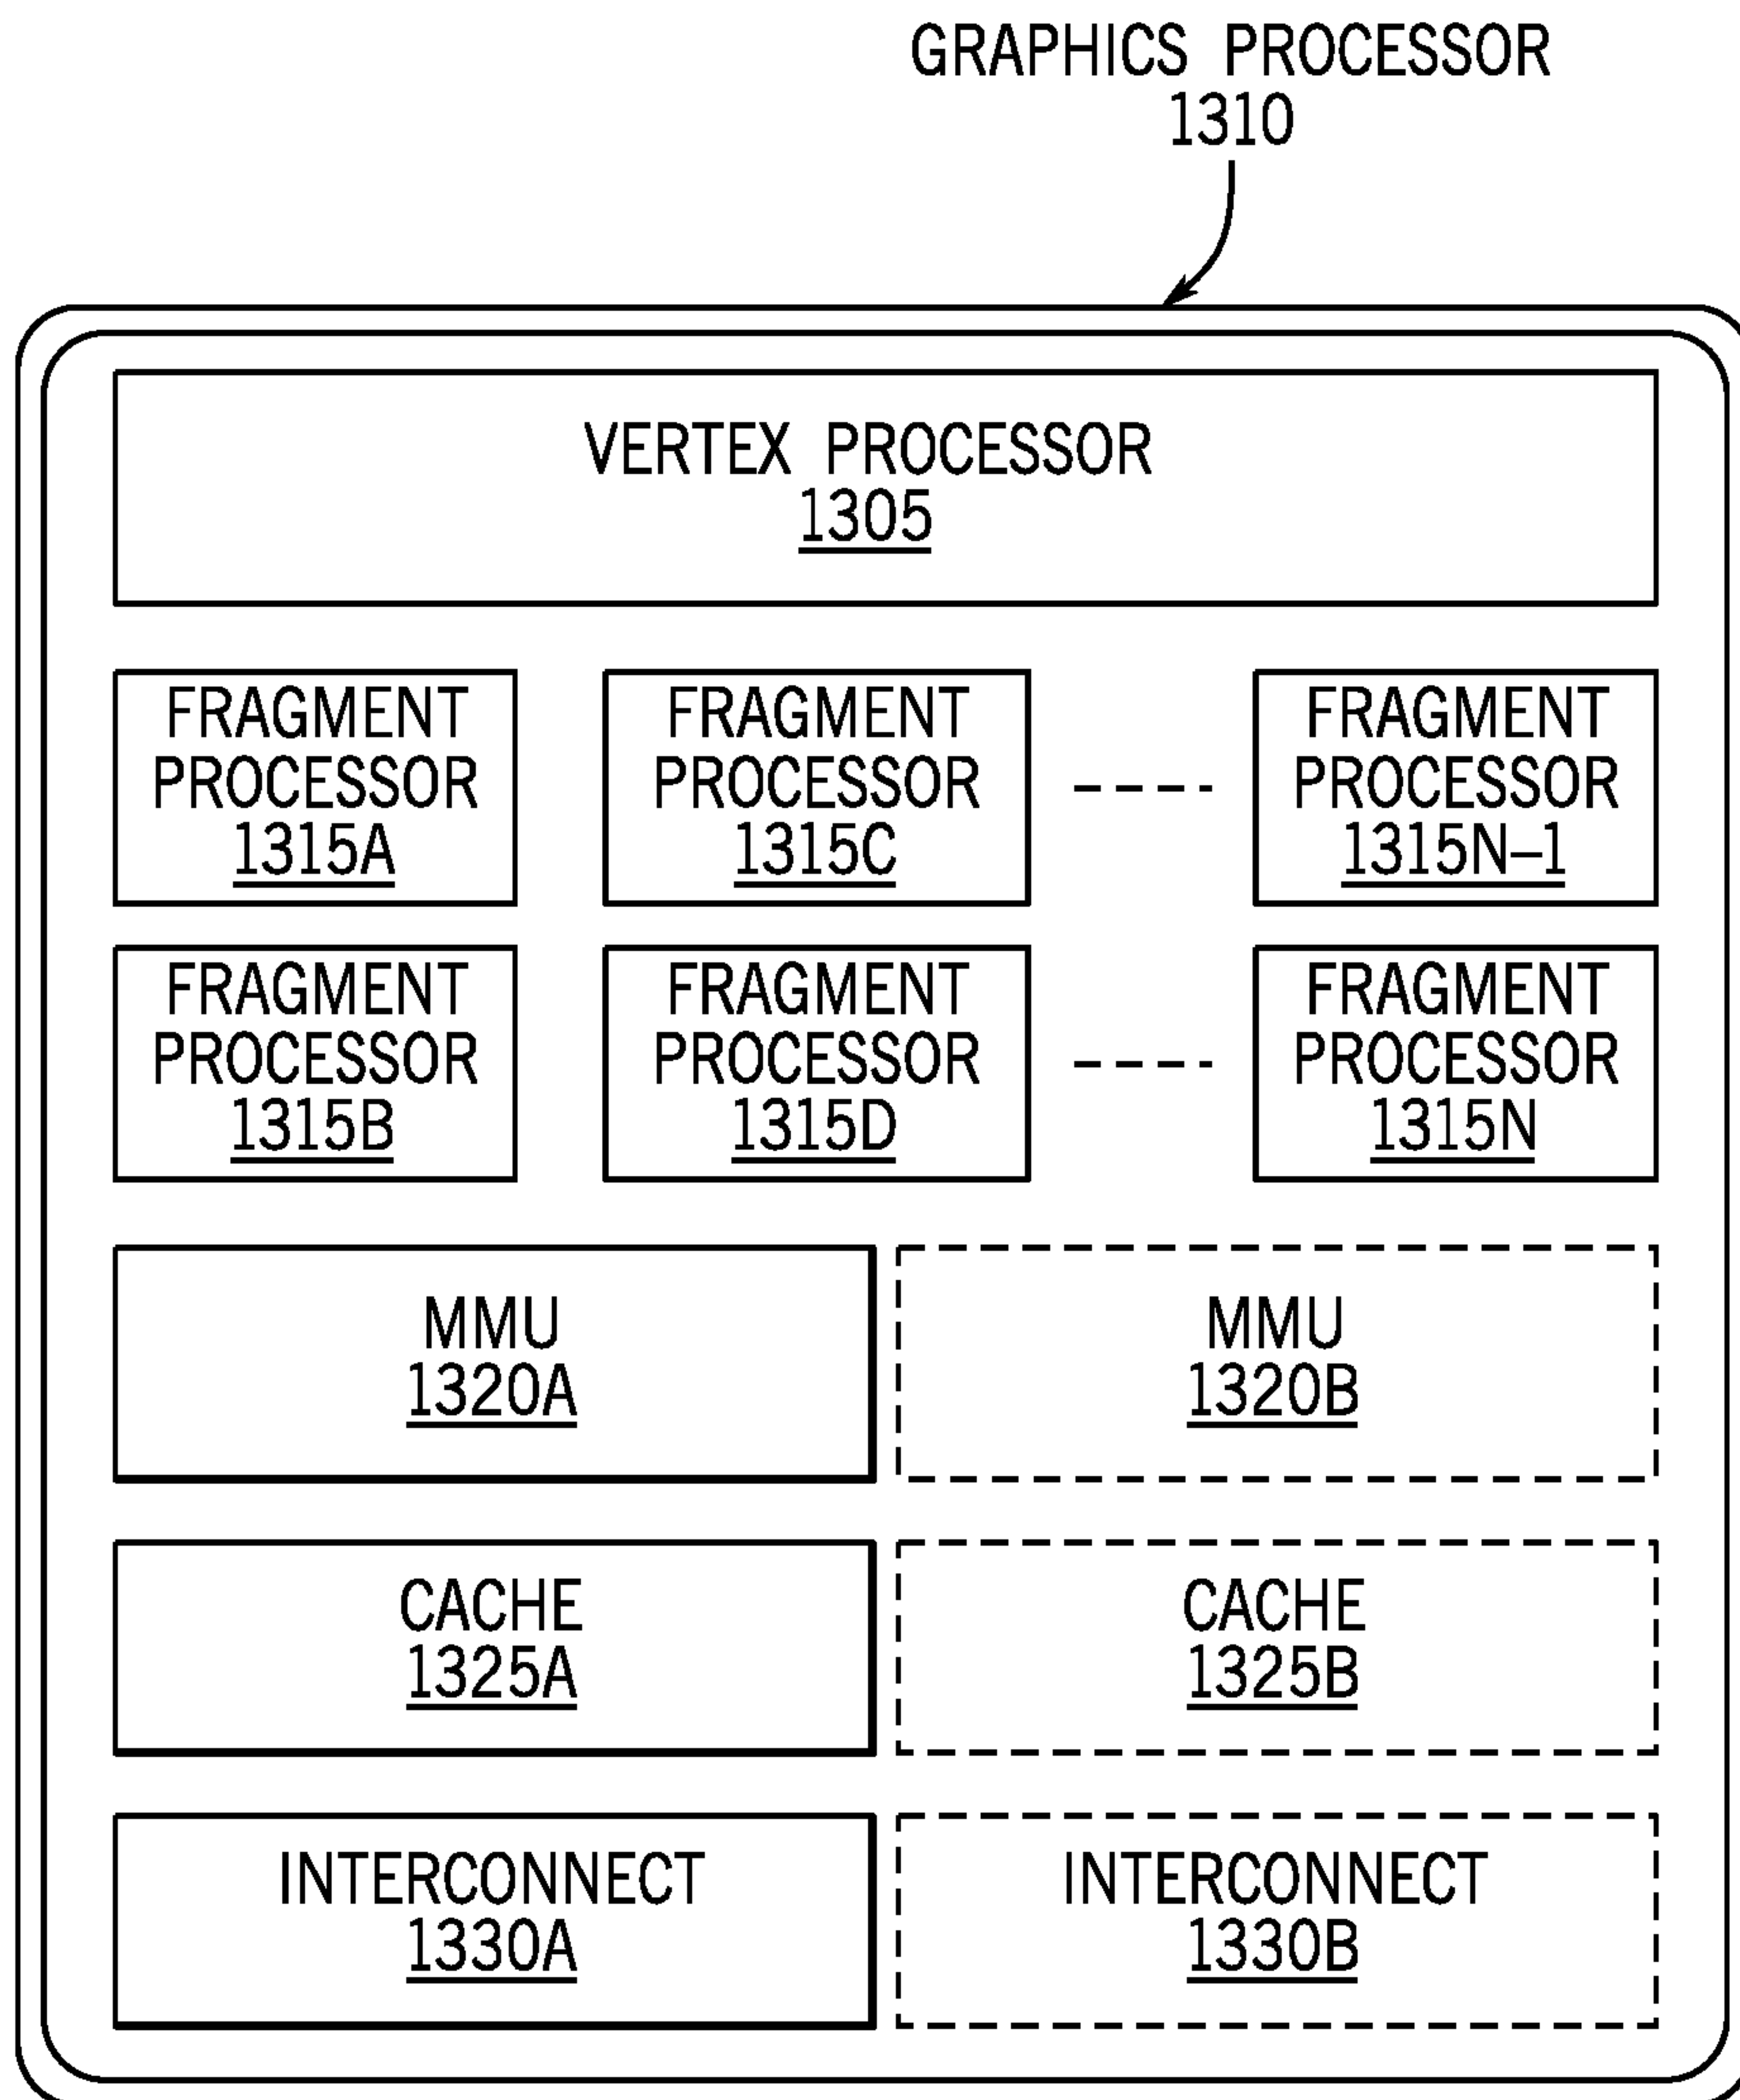 GRAPHICS PROCESSOR
1310
VERTEX PROCESSOR
1305
FRAGMENT
PROCESSOR
1315A
FRAGMENT
PROCESSOR
1315C
FRAGMENT
PROCESSOR
1315N–1
FRAGMENT
PROCESSOR
1315B
FRAGMENT
PROCESSOR
1315D
FRAGMENT
PROCESSOR
1315N
MMU
1320A
MMU
1320B
CACHE
1325A
CACHE
1325B
INTERCONNECT
1330A
INTERCONNECT
1330B